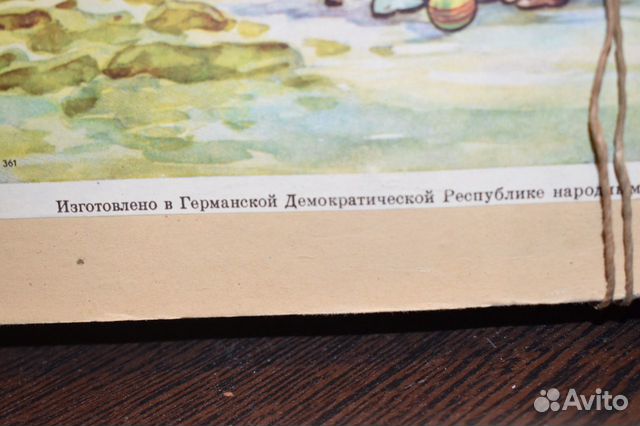 361
Изготовлено в Германской Демократической Республике
Avito